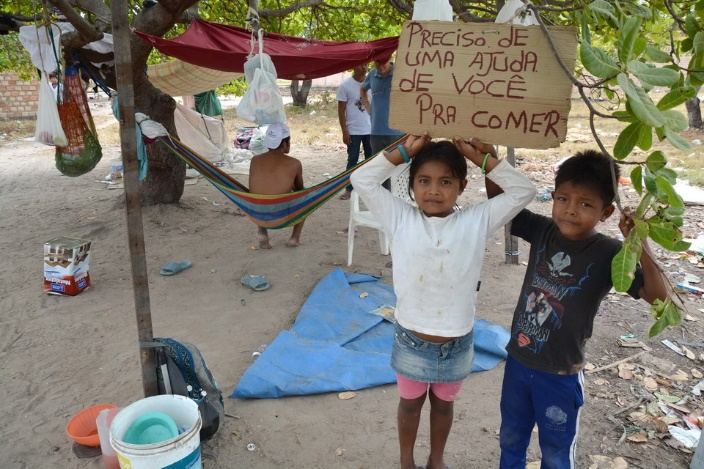 PRECISO DE
UMA AJUDA
DE VOCÊ
PRA COMER